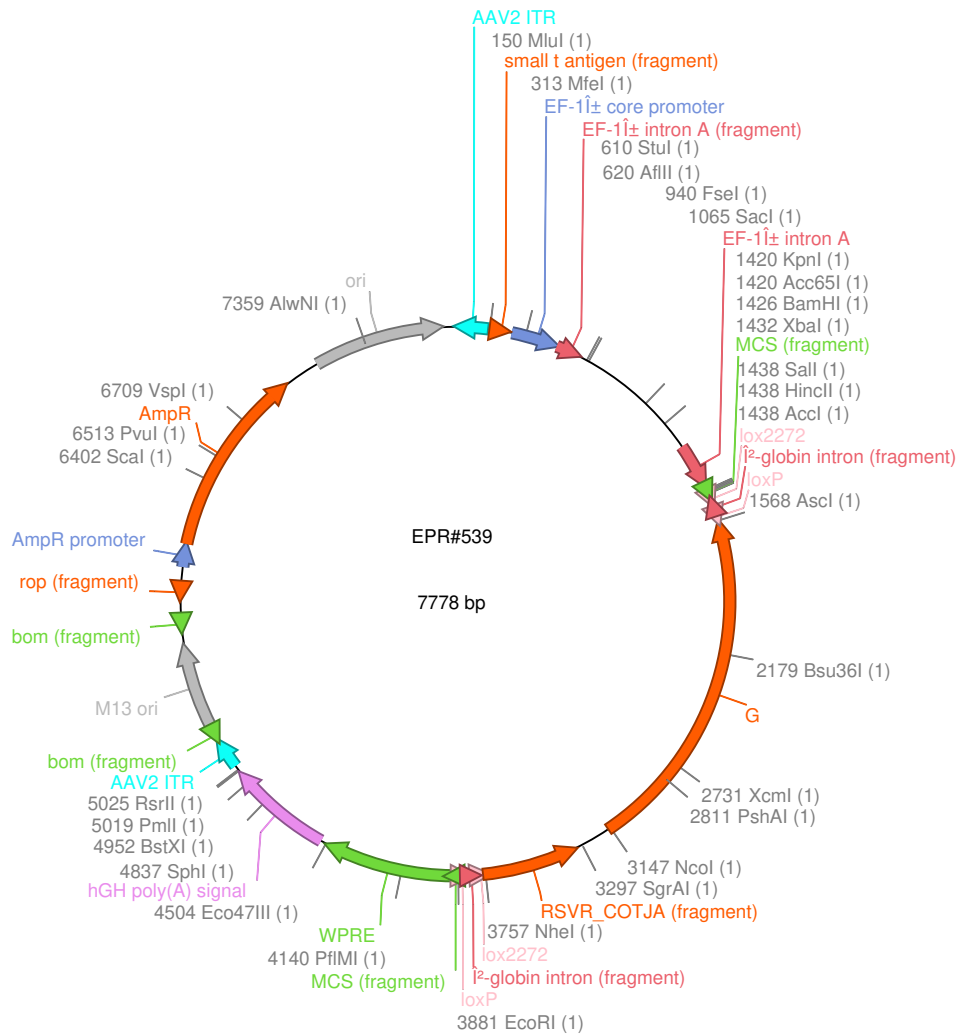 AAV2 ITR
150 MluI (1)
small t antigen (fragment)
313 MfeI (1)
EF-1Î± core promoter
EF-1Î± intron A (fragment)
610 StuI (1)
620 AflII (1)
940 FseI (1)
1065 SacI (1)
EF-1Î± intron A
1420 KpnI (1)
1420 Acc65I (1)
1426 BamHI (1)
1432 XbaI (1)
MCS (fragment)
1438 SalI (1)
1438 HincII (1)
1438 AccI (1)
lox2272
Î²-globin intron (fragment)
loxP
1568 AscI (1)
2179 Bsu36I (1)
G
2731 XcmI (1)
2811 PshAI (1)
3147 NcoI (1)
3297 SgrAI (1)
RSVR_COTJA (fragment)
3757 NheI (1)
lox2272
Î²-globin intron (fragment)
loxP
3881 EcoRI (1)
MCS (fragment)
4140 PflMI (1)
WPRE
4504 Eco47III (1)
hGH poly(A) signal
4837 SphI (1)
4952 BstXI (1)
5019 PmlI (1)
5025 RsrII (1)
AAV2 ITR
bom (fragment)
M13 ori
bom (fragment)
rop (fragment)
AmpR promoter
6402 ScaI (1)
6513 PvuI (1)
AmpR
6709 VspI (1)
7359 AlwNI (1)
ori
EPR#539
7778 bp